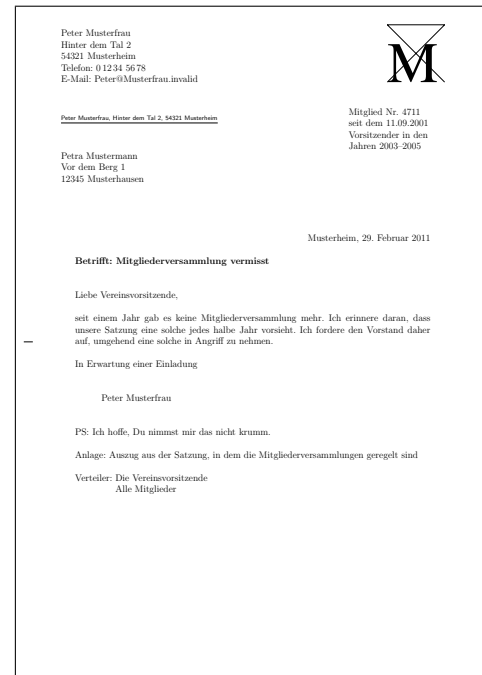 Peter Musterfrau
Hinter dem Tal 2
54321 Musterheim
Telefon: 0 12 34 56 78
E-Mail: Peter@Musterfrau.invalid
M
Peter Musterfrau, Hinter dem Tal 2, 54321 Musterheim
Mitglied Nr. 4711
seit dem 11.09.2001
Vorsitzender in den
Jahren 2003–2005
Petra Mustermann
Vor dem Berg 1
12345 Musterhausen
Musterheim, 29. Februar 2011
Betrifft: Mitgliederversammlung vermisst
Liebe Vereinsvorsitzende,
seit einem Jahr gab es keine Mitgliederversammlung mehr. Ich erinnere daran, dass
unsere Satzung eine solche jedes halbe Jahr vorsieht. Ich fordere den Vorstand daher
auf, umgehend eine solche in Angriff zu nehmen.
In Erwartung einer Einladung
Peter Musterfrau
PS: Ich hoffe, Du nimmst mir das nicht krumm.
Anlage: Auszug aus der Satzung, in dem die Mitgliederversammlungen geregelt sind
Verteiler: Die Vereinsvorsitzende
Alle Mitglieder